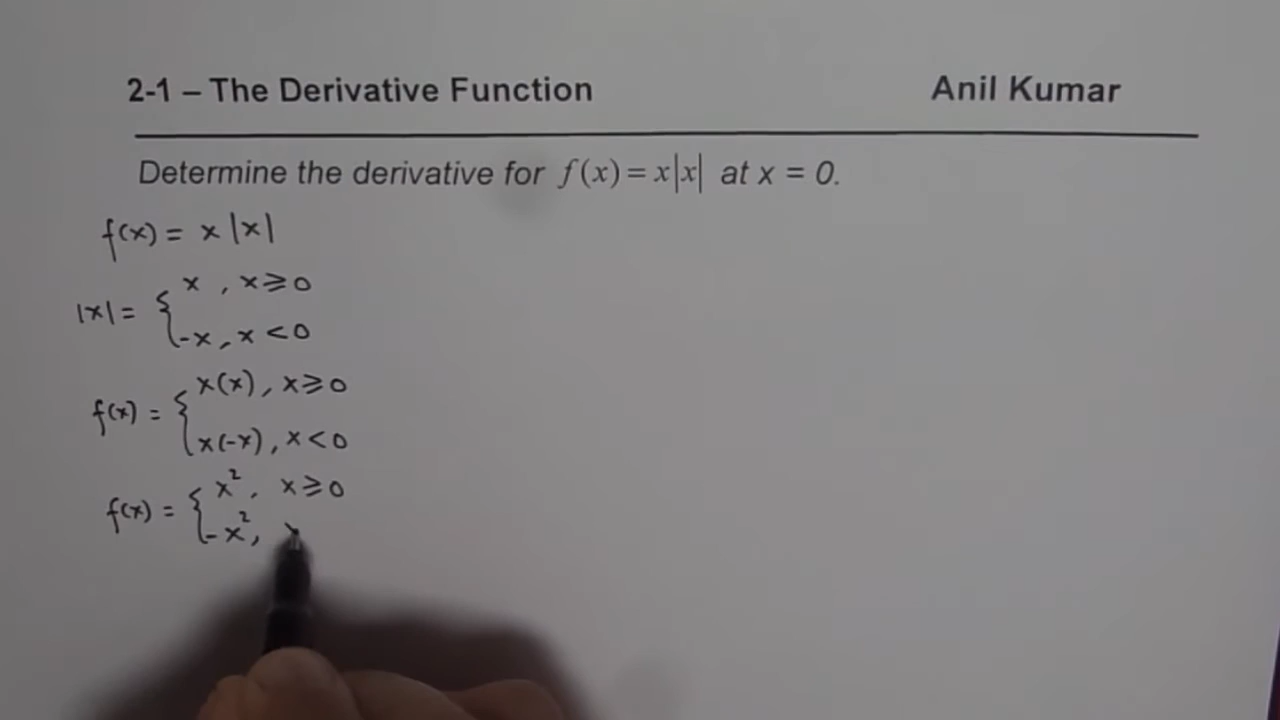 2-1 – The Derivative Function
Anil Kumar
Determine the derivative for f(x) = x|x| at x = 0.
f(x) = x |x|
|x| = { x , x ≥ 0
-x , x < 0
f(x) = { x(x) , x ≥ 0
x(-x) , x < 0
f(x) = { x² , x ≥ 0
-x² ,